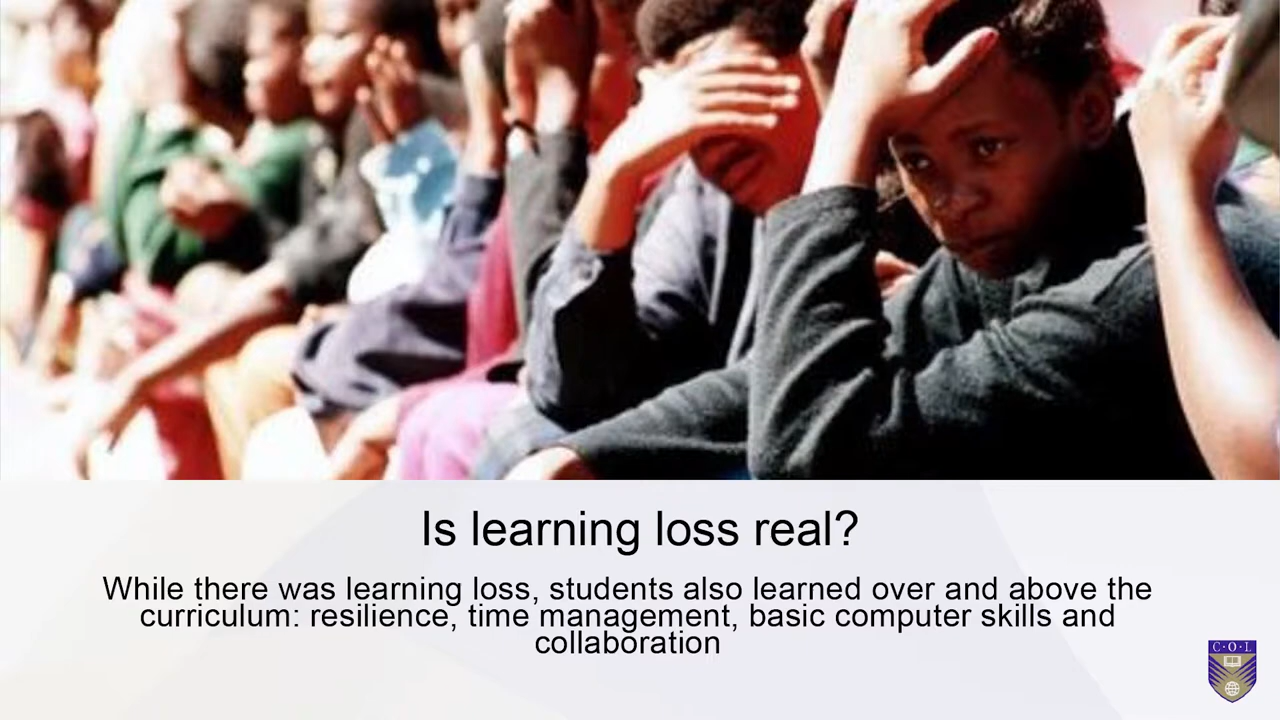 Is learning loss real?
While there was learning loss, students also learned over and above the
curriculum: resilience, time management, basic computer skills and
collaboration
C·O·L